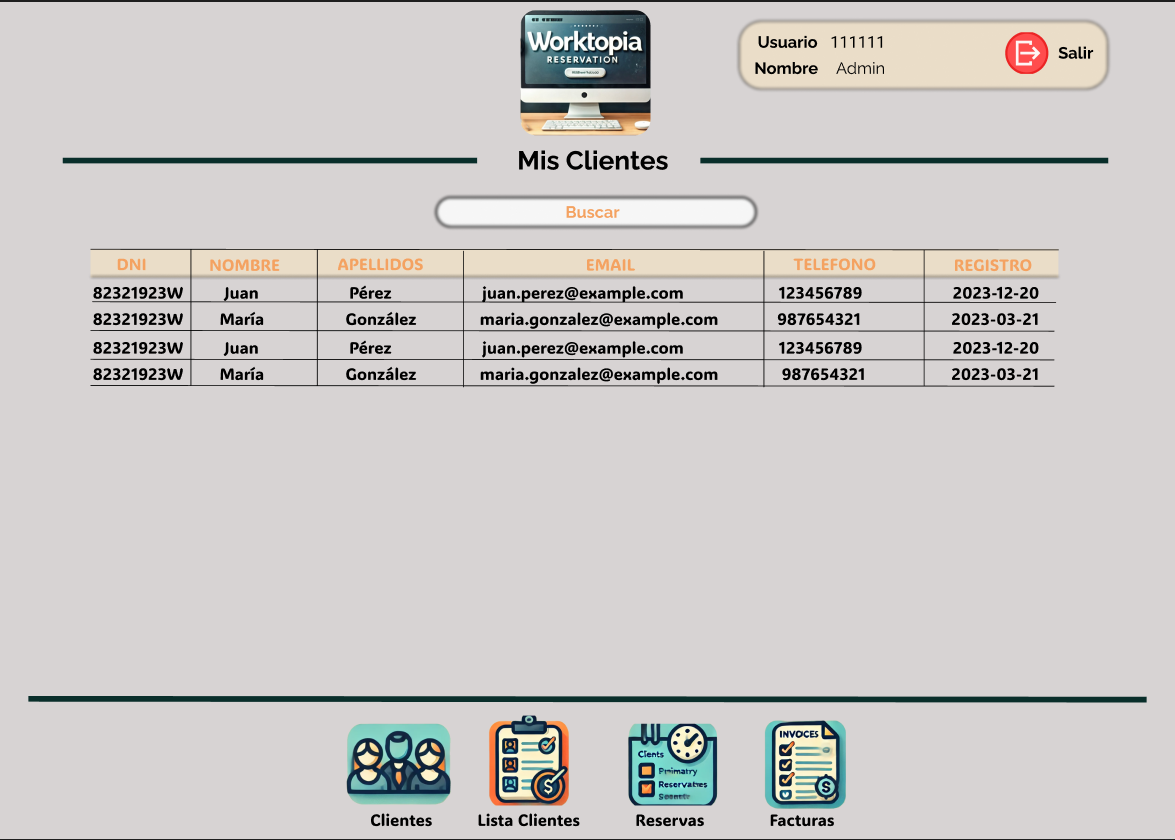 Worktopia
RESERVATION
Usuario 111111
Nombre Admin
Salir
Mis Clientes
Buscar
DNI NOMBRE APELLIDOS EMAIL TELEFONO REGISTRO
82321923W Juan Pérez juan.perez@example.com 123456789 2023-12-20
82321923W María González maria.gonzalez@example.com 987654321 2023-03-21
82321923W Juan Pérez juan.perez@example.com 123456789 2023-12-20
82321923W María González maria.gonzalez@example.com 987654321 2023-03-21
Cients
Reservatnes
INVOCES
Clientes Lista Clientes Reservas Facturas